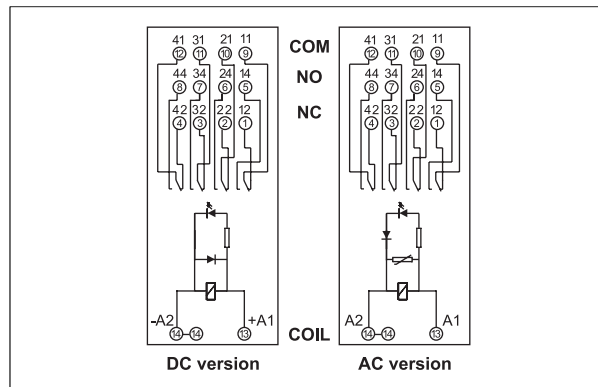 41 31 21 11 COM 41 31 21 11
12 11 10 9 12 11 10 9
44 34 24 14 NO 44 34 24 14
8 7 6 5 8 7 6 5
42 32 22 12 NC 42 32 22 12
4 3 2 1 4 3 2 1
-A2 +A1 A2 A1
14 14 13 COIL 14 14 13
DC version AC version